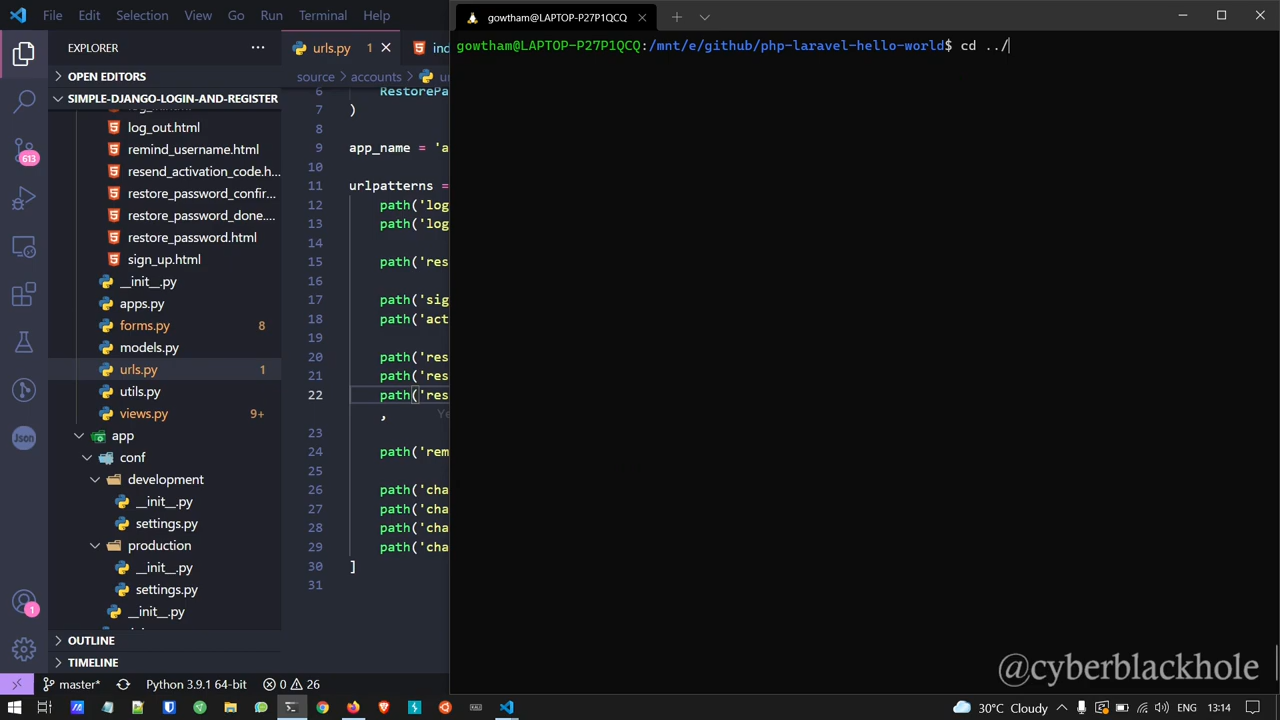 File Edit Selection View Go Run Terminal Help
gowtham@LAPTOP-P27P1QCQ
EXPLORER
urls.py 1
ind
gowtham@LAPTOP-P27P1QCQ:/mnt/e/github/php-laravel-hello-world$ cd ../
OPEN EDITORS
source accounts
SIMPLE-DJANGO-LOGIN-AND-REGISTER
log_out.html
remind_username.html
resend_activation_code.h...
restore_password_confir...
restore_password_done....
restore_password.html
sign_up.html
__init__.py
apps.py
forms.py 8
models.py
urls.py 1
utils.py
views.py 9+
app
conf
development
__init__.py
settings.py
production
__init__.py
settings.py
__init__.py
OUTLINE
TIMELINE
613
Json
1
6 RestorePa
7 )
8
9 app_name = 'a
10
11 urlpatterns =
12 path('log
13 path('log
14
15 path('res
16
17 path('sig
18 path('act
19
20 path('res
21 path('res
22 path('res
, Ye
23
24 path('rem
25
26 path('cha
27 path('cha
28 path('cha
29 path('cha
30 ]
31
@cyberblackhole
master* Python 3.9.1 64-bit 0 26
30°C Cloudy ENG 13:14